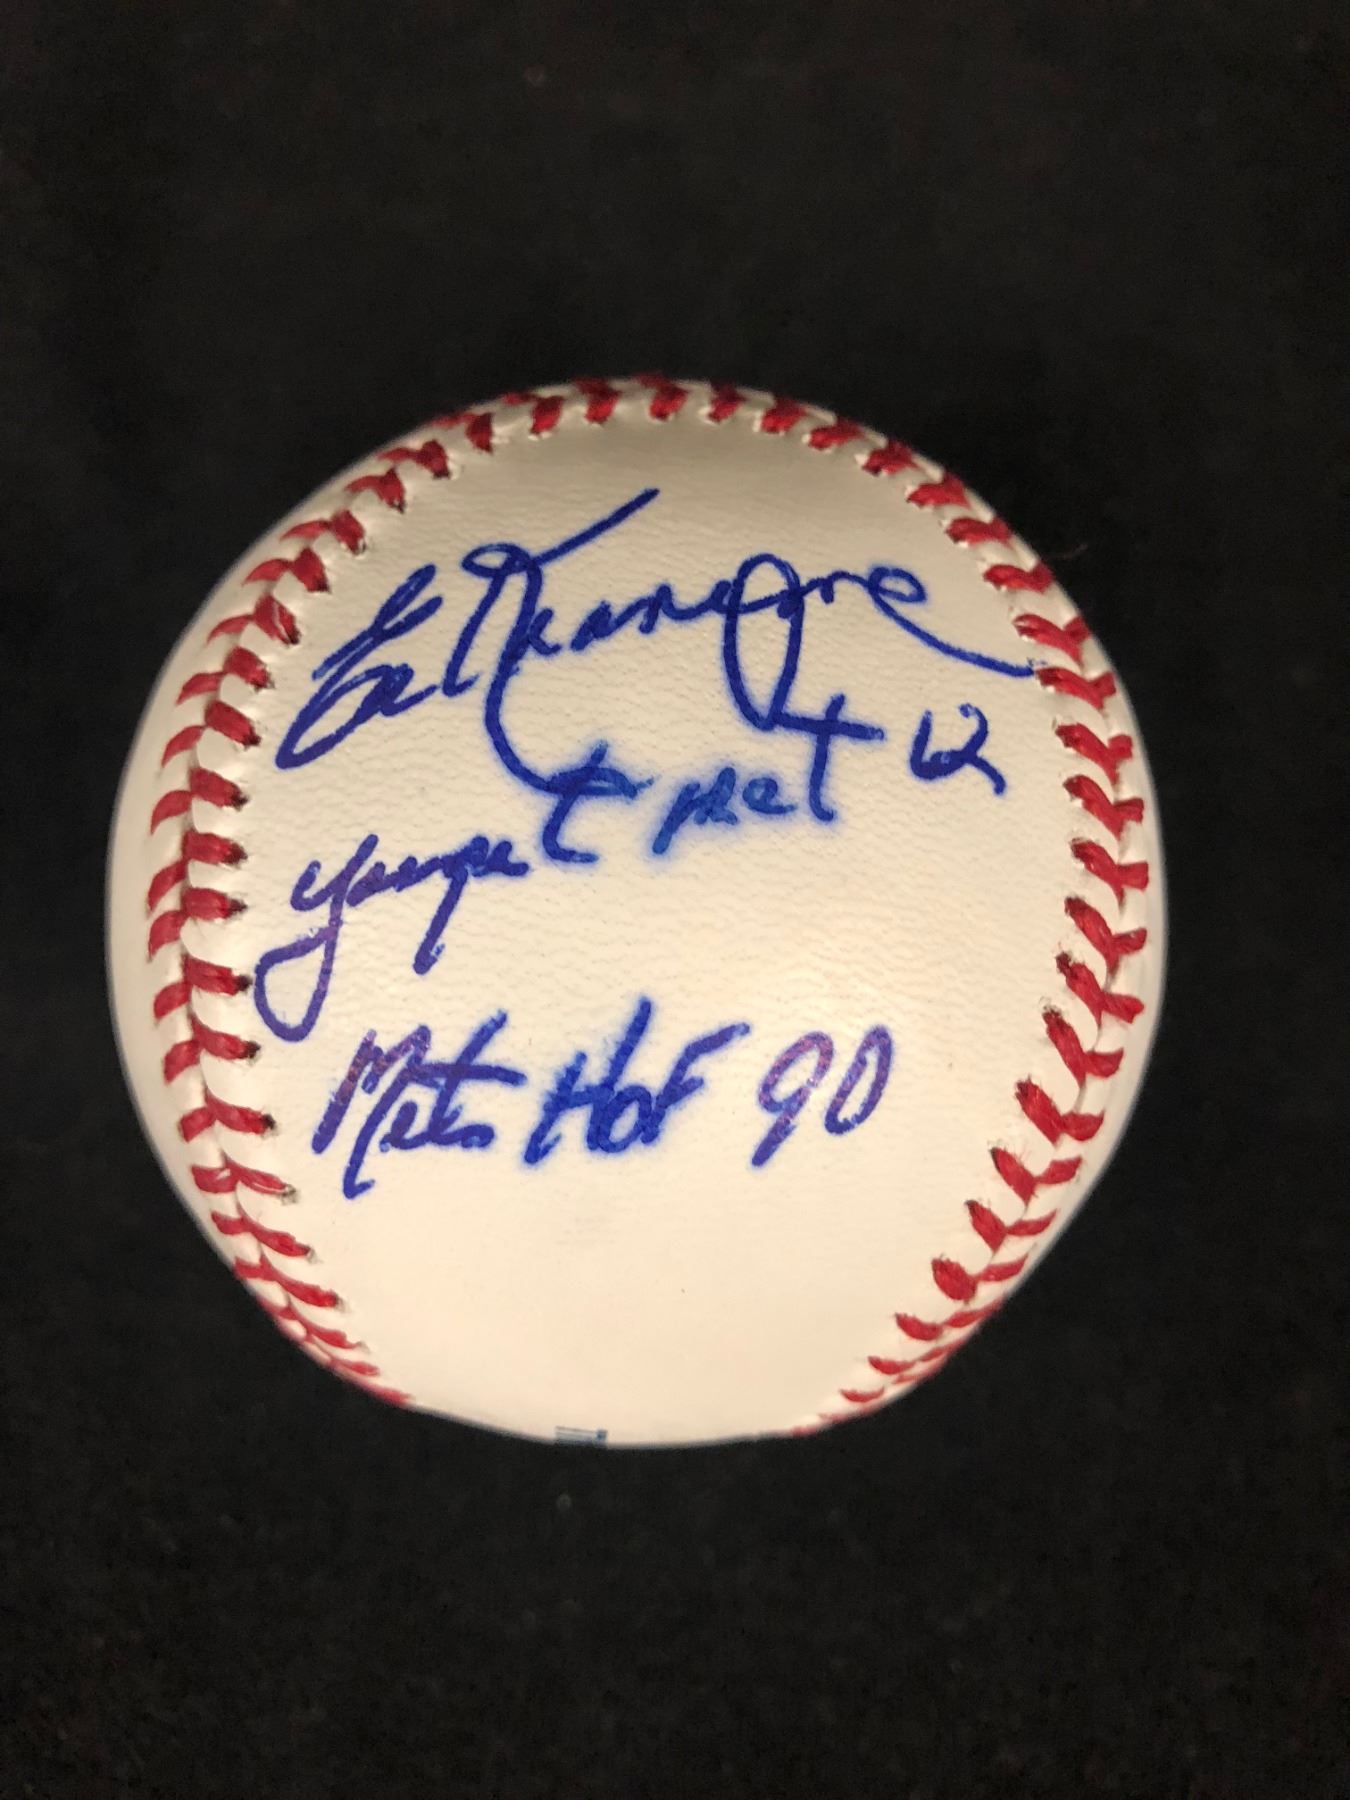 Ed Kranepool
Youngest Met 62
Mets HOF 90